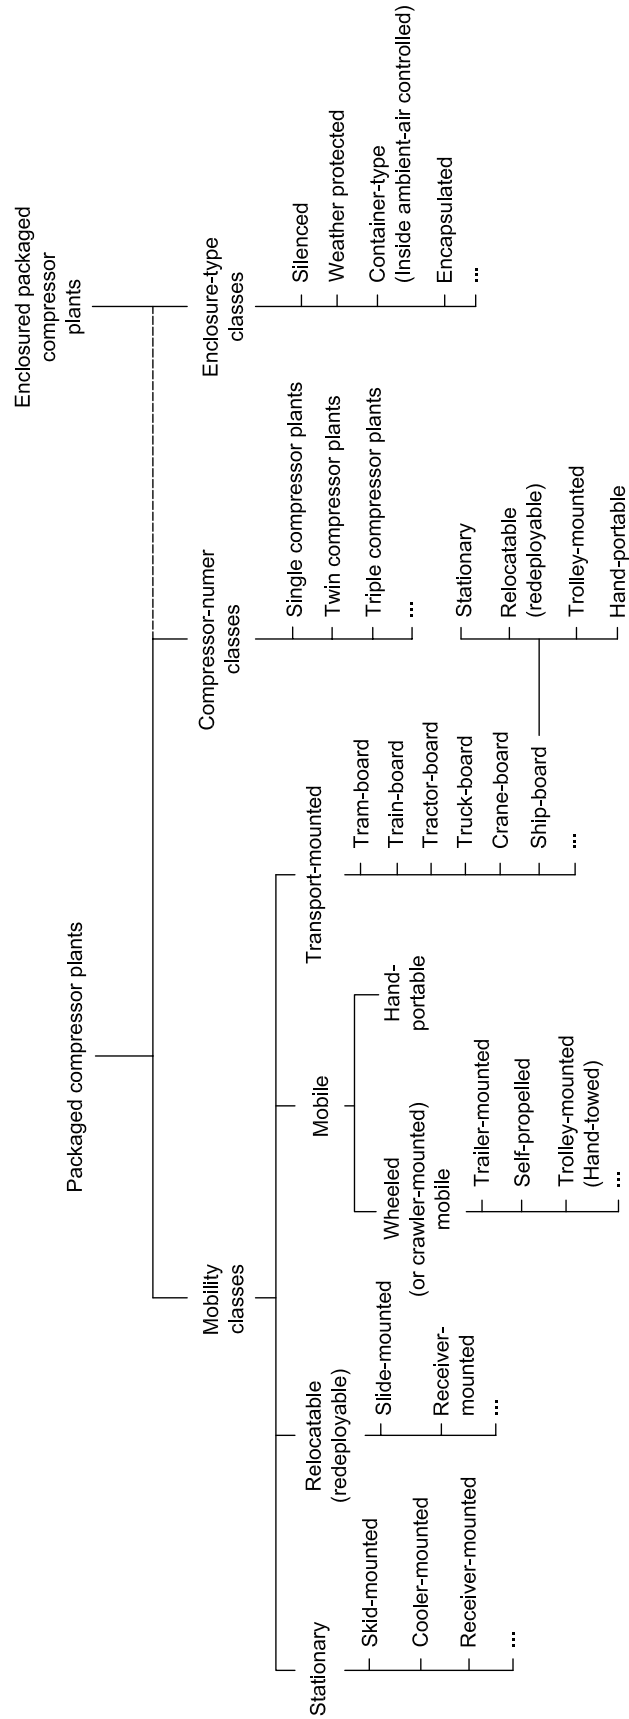 Packaged compressor plants
Enclosured packaged
compressor
plants
Mobility
classes
Compressor-numer
classes
Enclosure-type
classes
Stationary
Skid-mounted
Cooler-mounted
Receiver-mounted
...
Relocatable
(redeployable)
Slide-mounted
Receiver-
mounted
...
Mobile
Wheeled
(or crawler-mounted)
mobile
Trailer-mounted
Self-propelled
Trolley-mounted
(Hand-towed)
...
Hand-
portable
Transport-mounted
Tram-board
Train-board
Tractor-board
Truck-board
Crane-board
Ship-board
...
Stationary
Relocatable
(redeployable)
Trolley-mounted
Hand-portable
Single compressor plants
Twin compressor plants
Triple compressor plants
...
Silenced
Weather protected
Container-type
(Inside ambient-air controlled)
Encapsulated
...